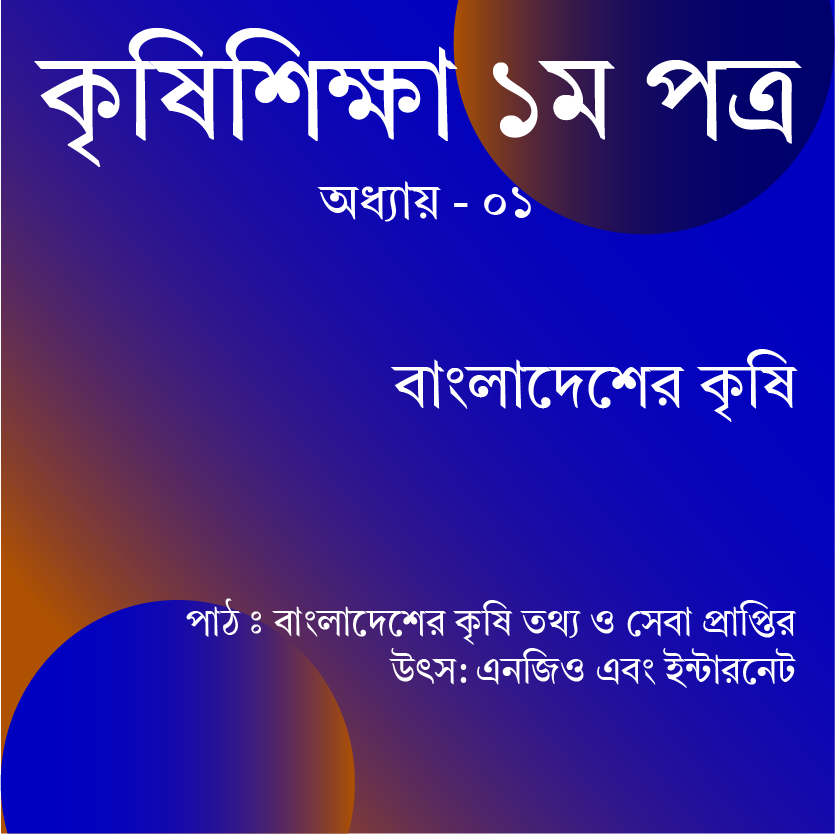 কৃষিশিক্ষা ১ম পত্র
অধ্যায় - ০১
বাংলাদেশের কৃষি
পাঠ ঃ বাংলাদেশের কৃষি তথ্য ও সেবা প্রাপ্তির
উৎস: এনজিও এবং ইন্টারনেট